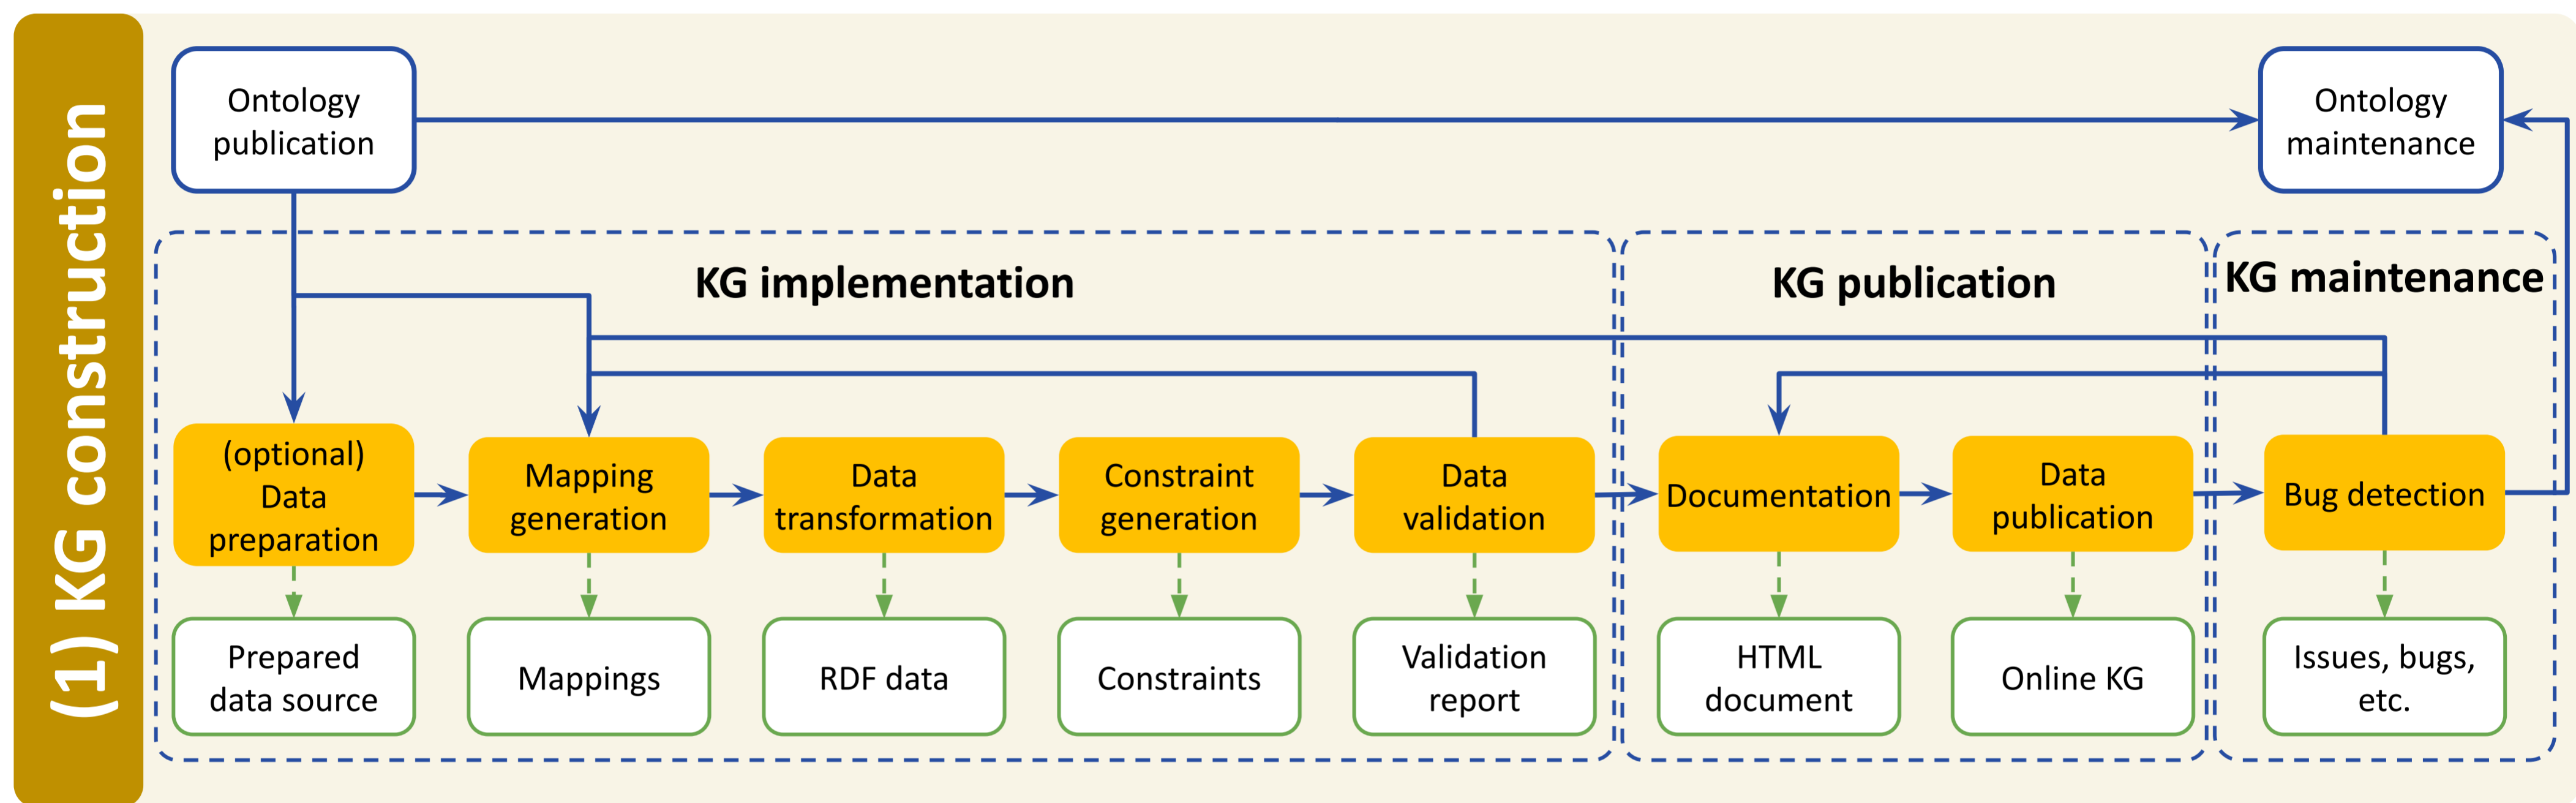 (1) KG construction
Ontology
publication
Ontology
maintenance
KG implementation
KG publication
KG maintenance
(optional)
Data
preparation
Mapping
generation
Data
transformation
Constraint
generation
Data
validation
Documentation
Data
publication
Bug detection
Prepared
data source
Mappings
RDF data
Constraints
Validation
report
HTML
document
Online KG
Issues, bugs,
etc.